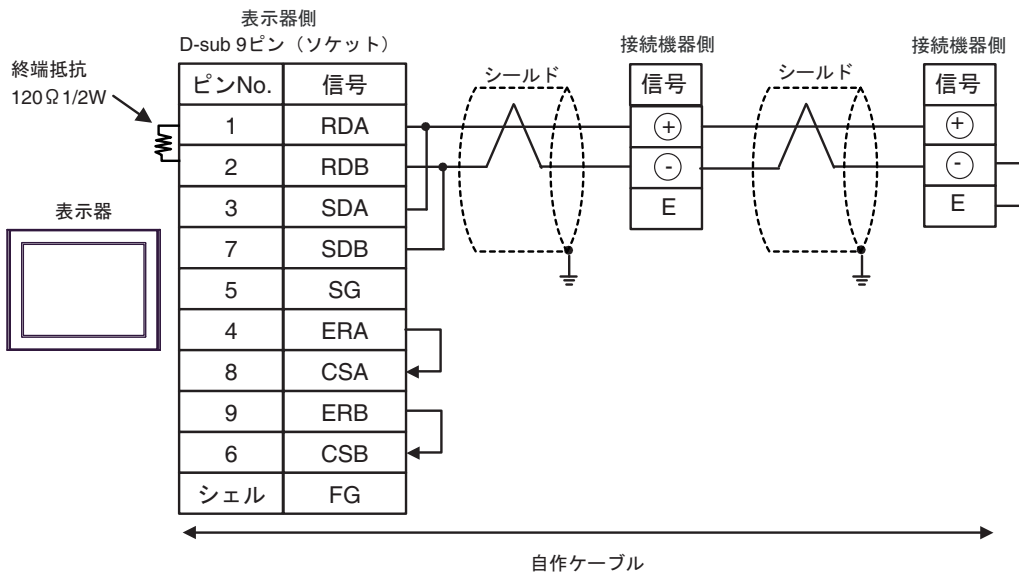 表示器側
D-sub 9ピン（ソケット）
終端抵抗
120Ω1/2W
ピンNo. 信号
1 RDA
2 RDB
3 SDA
7 SDB
5 SG
4 ERA
8 CSA
9 ERB
6 CSB
シェル FG
表示器
シールド
接続機器側
信号
+
-
E
シールド
接続機器側
信号
+
-
E
自作ケーブル